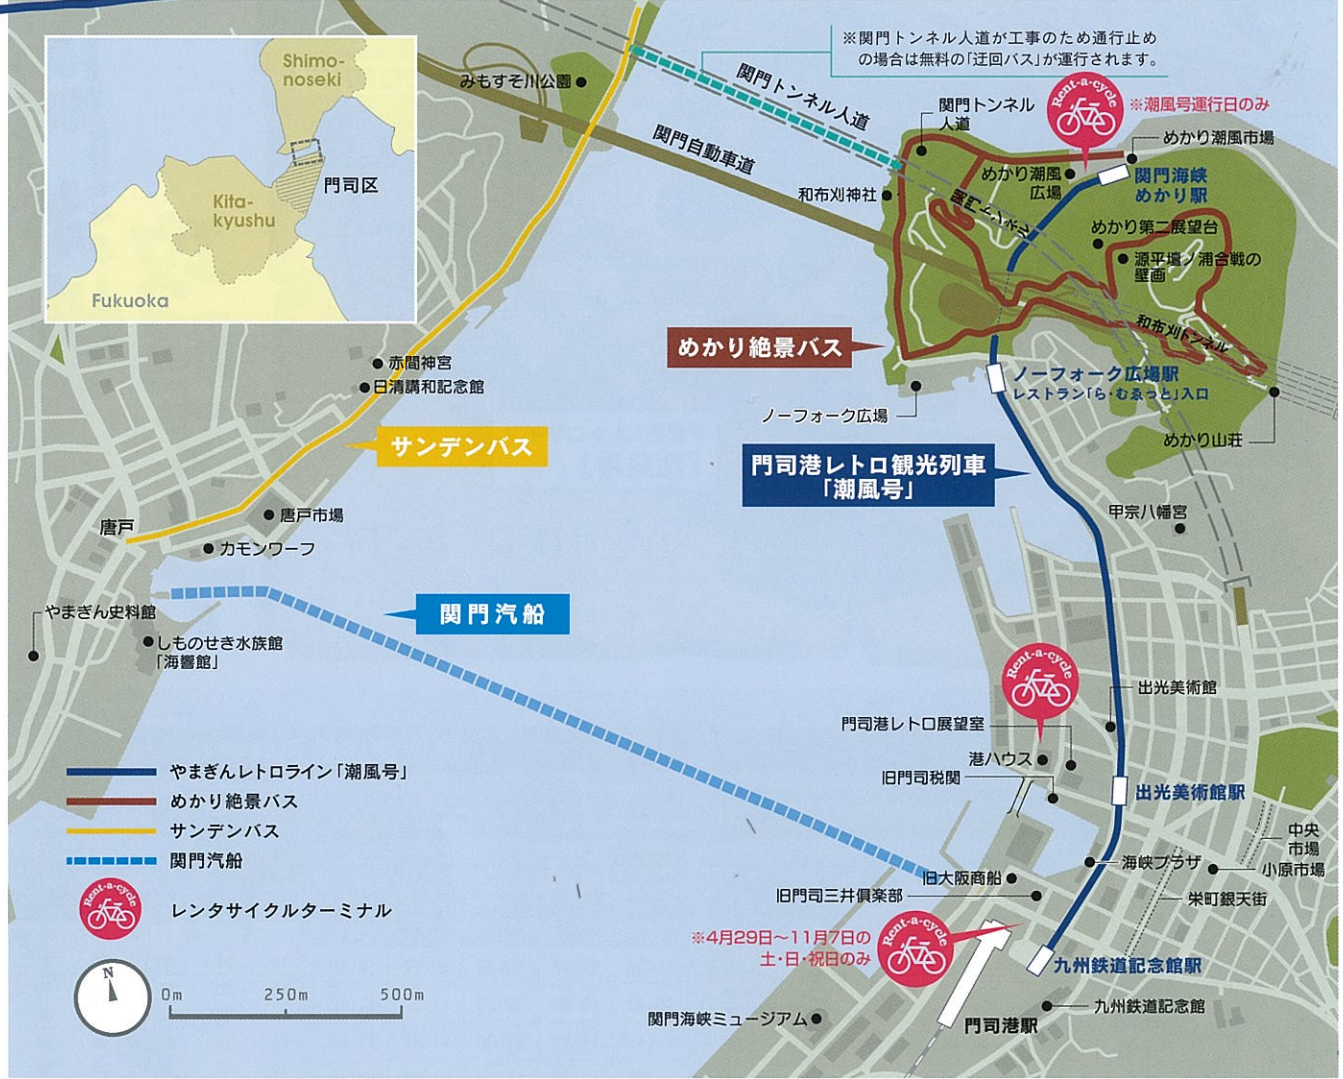 Shimo-
noseki
門司区
Kita-
kyushu
Fukuoka
みもすそ川公園
関門トンネル人道
関門自動車道
※関門トンネル人道が工事のため通行止め
の場合は無料の「迂回バス」が運行されます。
関門トンネル
人道
Rent-a-cycle
※潮風号運行日のみ
めかり潮風市場
めかり潮風
広場
関門海峡
めかり駅
和布刈神社
関門トンネル
めかり第二展望台
源平壇ノ浦合戦の
壁画
和布刈トンネル
めかり絶景バス
ノーフォーク広場駅
レストラン「ら・むゑっと」入口
ノーフォーク広場
めかり山荘
赤間神宮
日清講和記念館
サンデンバス
門司港レトロ観光列車
「潮風号」
唐戸
唐戸市場
カモンワーフ
甲宗八幡宮
関門汽船
やまぎん史料館
しものせき水族館
「海響館」
Rent-a-cycle
出光美術館
門司港レトロ展望室
港ハウス
旧門司税関
出光美術館駅
やまぎんレトロライン「潮風号」
めかり絶景バス
サンデンバス
関門汽船
Rent-a-cycle
レンタサイクルターミナル
中央
市場
海峡プラザ
小原市場
旧大阪商船
旧門司三井俱楽部
栄町銀天街
※4月29日～11月7日の
土・日・祝日のみ
Rent-a-cycle
九州鉄道記念館駅
N
0m
250m
500m
関門海峡ミュージアム
門司港駅
九州鉄道記念館